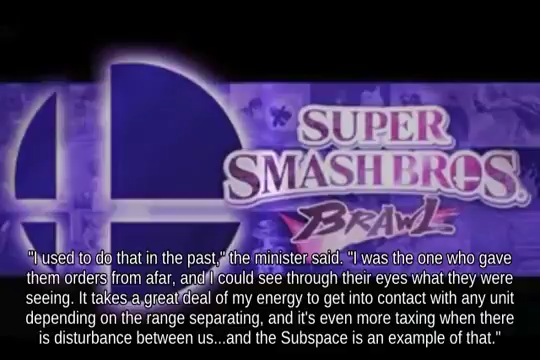 SUPER
SMASH BROS.
BRAWL
"I used to do that in the past," the minister said. "I was the one who gave
them orders from afar, and I could see through their eyes what they were
seeing. It takes a great deal of my energy to get into contact with any unit
depending on the range separating, and it's even more taxing when there
is disturbance between us...and the Subspace is an example of that."